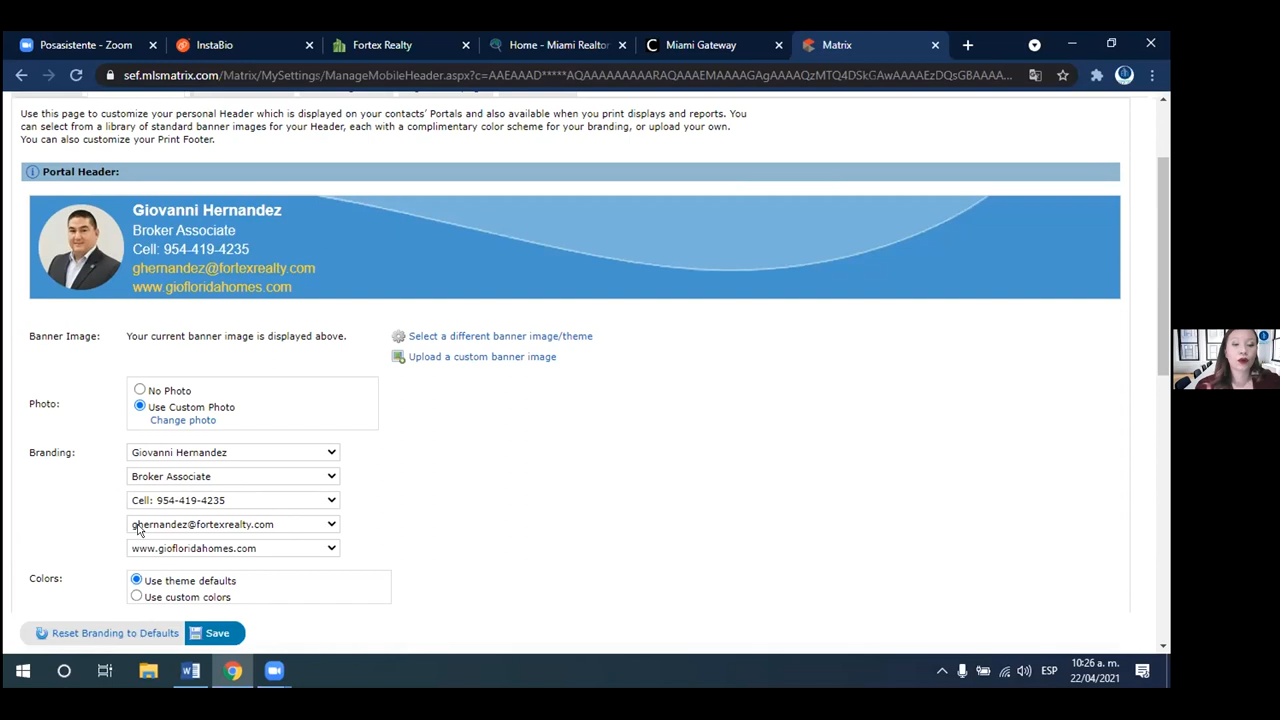 Posasistente - Zoom
InstaBio
Fortex Realty
Home - Miami Realtor
Miami Gateway
Matrix
sef.mlsmatrix.com/Matrix/MySettings/ManageMobileHeader.aspx?c=AAEAAAD*****AQAAAAAAAAARAQAAAEMAAAAGAgAAAAQzMTQ4DSkGAwAAAAEzDQsGBAAAA...
Use this page to customize your personal Header which is displayed on your contacts' Portals and also available when you print displays and reports. You
can select from a library of standard banner images for your Header, each with a complimentary color scheme for your branding, or upload your own.
You can also customize your Print Footer.
Portal Header:
Giovanni Hernandez
Broker Associate
Cell: 954-419-4235
ghernandez@fortexrealty.com
www.giofloridahomes.com
Banner Image:
Your current banner image is displayed above.
Select a different banner image/theme
Upload a custom banner image
Photo:
No Photo
Use Custom Photo
Change photo
Branding:
Giovanni Hernandez
Broker Associate
Cell: 954-419-4235
ghernandez@fortexrealty.com
www.giofloridahomes.com
Colors:
Use theme defaults
Use custom colors
Reset Branding to Defaults
Save
ESP
10:26 a. m.
22/04/2021